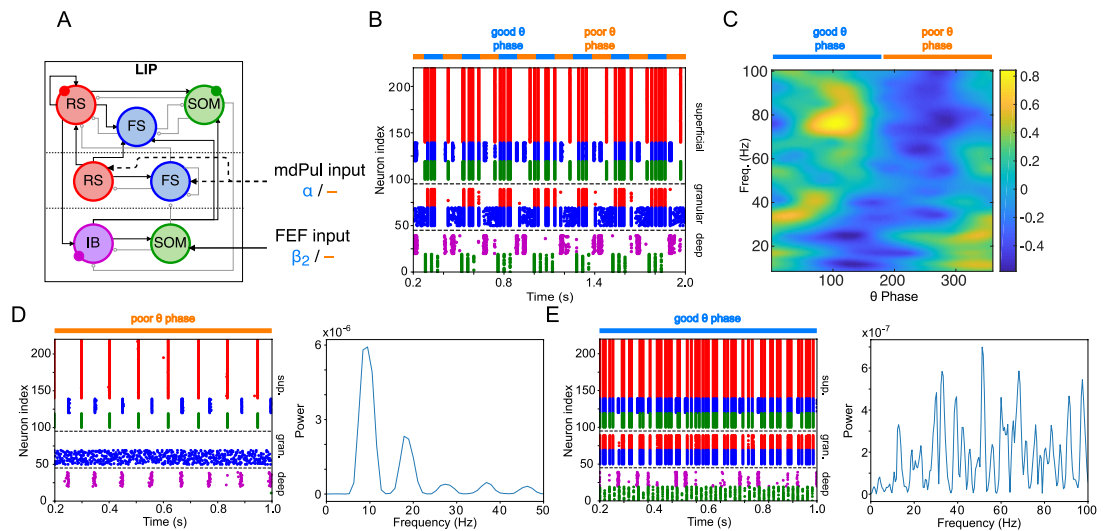 A
LIP
RS
SOM
FS
RS
FS
IB
SOM
mdPul input
α / –
FEF input
β2 / –
B
good θ
phase
poor θ
phase
Neuron index
200
150
100
50
0
superficial
granular
deep
0.2
0.8
1.4
2.0
Time (s)
C
good θ
phase
poor θ
phase
Freq. (Hz)
100
80
60
40
20
0
100
200
300
θ Phase
0.8
0.6
0.4
0.2
0
-0.2
-0.4
D
poor θ phase
Neuron index
200
150
100
50
0
sup.
gran.
deep
0.2
0.4
0.6
0.8
1.0
Time (s)
x10-6
Power
6
4
2
0
0
10
20
30
40
50
Frequency (Hz)
E
good θ phase
Neuron index
200
150
100
50
0
sup.
gran.
deep
0.2
0.4
0.6
0.8
1.0
Time (s)
x10-7
Power
8
6
4
2
0
0
20
40
60
80
100
Frequency (Hz)